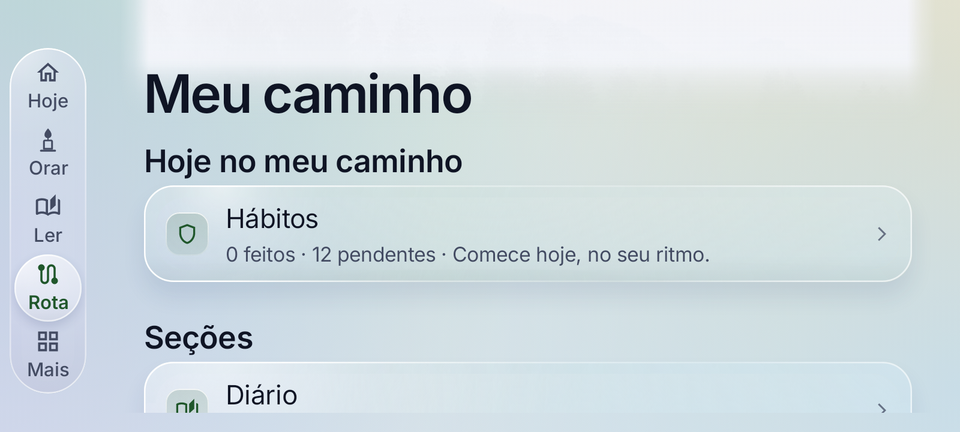 Hoje
Orar
Ler
Rota
Mais
Meu caminho
Hoje no meu caminho
Hábitos
0 feitos · 12 pendentes · Comece hoje, no seu ritmo.
Seções
Diário